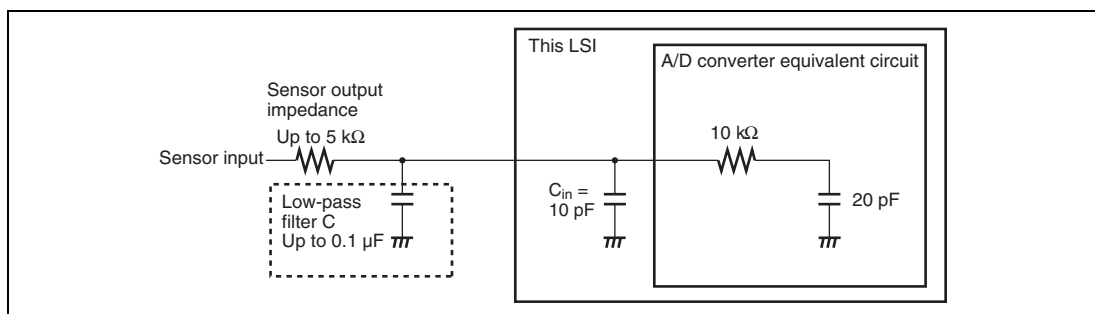 This LSI
A/D converter equivalent circuit
Sensor output
impedance
Up to 5 kΩ
10 kΩ
Sensor input
Low-pass
filter C
Up to 0.1 µF
Cin =
10 pF
20 pF